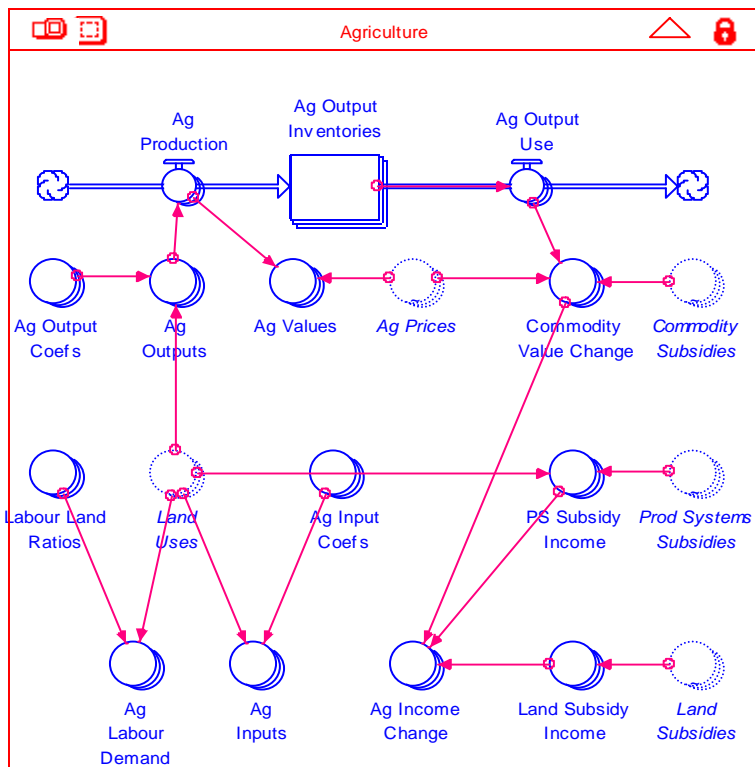 Agriculture
Ag
Production
Ag Output
Inventories
Ag Output
Use
Ag Output
Coefs
Ag
Outputs
Ag Values
Ag Prices
Commodity
Value Change
Commodity
Subsidies
Labour Land
Ratios
Land
Uses
Ag Input
Coefs
PS Subsidy
Income
Prod Systems
Subsidies
Ag
Labour
Demand
Ag
Inputs
Ag Income
Change
Land Subsidy
Income
Land
Subsidies